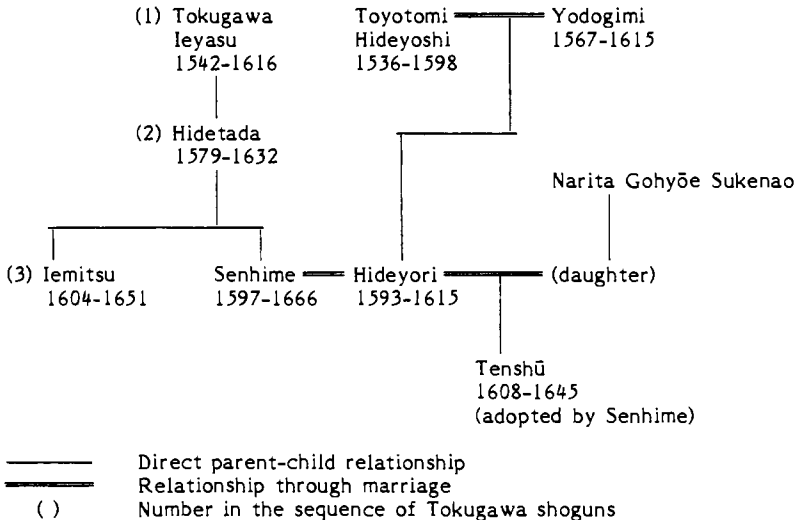 (1) Tokugawa
Ieyasu
1542-1616
Toyotomi
Hideyoshi
1536-1598
Yodogimi
1567-1615
(2) Hidetada
1579-1632
Narita Gohyōe Sukenao
(3) Iemitsu
1604-1651
Senhime
1597-1666
Hideyori
1593-1615
(daughter)
Tenshū
1608-1645
(adopted by Senhime)
Direct parent-child relationship
Relationship through marriage
( ) Number in the sequence of Tokugawa shoguns